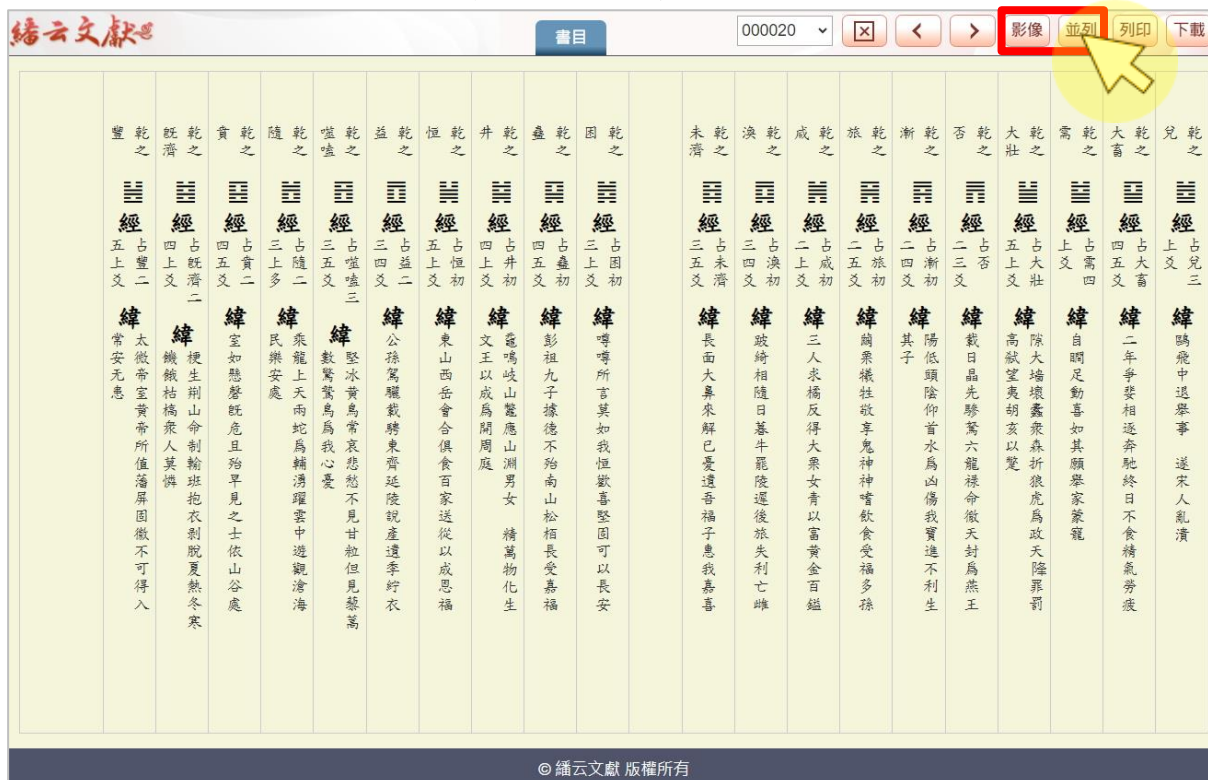 繙云文獻
書目
000020
影像
並列
列印
下載
乾之兌 經 占兌三上爻 緯 鷗飛中退舉事 遂宋人亂潰
乾之大畜 經 占大畜四五爻 緯 二年爭婓相逐奔馳終日不食精氣勞疲
乾之需 經 占需四上爻 緯 自瞯足動喜如其願舉家蒙寵
乾之大壯 經 占大壯五上爻 緯 隙大墻壞蠹衆森折狼虎爲政天降罪罰高弒望夷胡亥以斃
乾之否 經 占否二三爻 緯 載日晶先驂駕六龍祿命徹天封爲燕王
乾之漸 經 占漸初二四爻 緯 陽低頭陰仰首水爲凶傷我寶進不利生其子
乾之旅 經 占旅初二五爻 緯 繭栗犧牲敬享鬼神神嗜飲食受福多孫
乾之咸 經 占咸初二上爻 緯 三人求橘反得大栗女青以富黃金百鎰
乾之渙 經 占渙初三四爻 緯 跛綺相隨日暮牛罷陵遲後旅失利亡雌
乾之未濟 經 占未濟三五爻 緯 長面大鼻來解已憂遺吾福子惠我嘉喜
乾之困 經 占困初三上爻 緯 噂噂所言莫如我恒歡喜堅固可以長安
乾之蠱 經 占蠱初四五爻 緯 彭祖九子據德不殆南山松栢長受嘉福
乾之井 經 占井初四上爻 緯 黿鳴岐山鼈應山淵男女 精萬物化生文王以成爲開周庭
乾之恒 經 占恒初五上爻 緯 東山西岳會合俱食百家送從以成恩福
乾之益 經 占益二三四爻 緯 公孫駕驪載聘東齊延陵說產遺季紵衣
乾之噬嗑 經 占噬嗑三三五爻 緯 堅冰黃鳥常哀悲愁不見甘粒但見藜蒿數驚鷙鳥爲我心憂
乾之隨 經 占隨二三上多 緯 乘龍上天兩蛇爲輔湧躍雲中遊觀滄海民樂安處
乾之賁 經 占賁二四五爻 緯 室如懸磬旣危且殆早見之士依山谷處
乾之旣濟 經 占旣濟二四上爻 緯 梗生荆山命制輸班抱衣剝脫夏熱冬寒饑餓枯槁衆人莫憐
乾之豐 經 占豐二五上爻 緯 太微帝室黃帝所值藩屏固徹不可得入常安无患
© 繙云文獻 版權所有